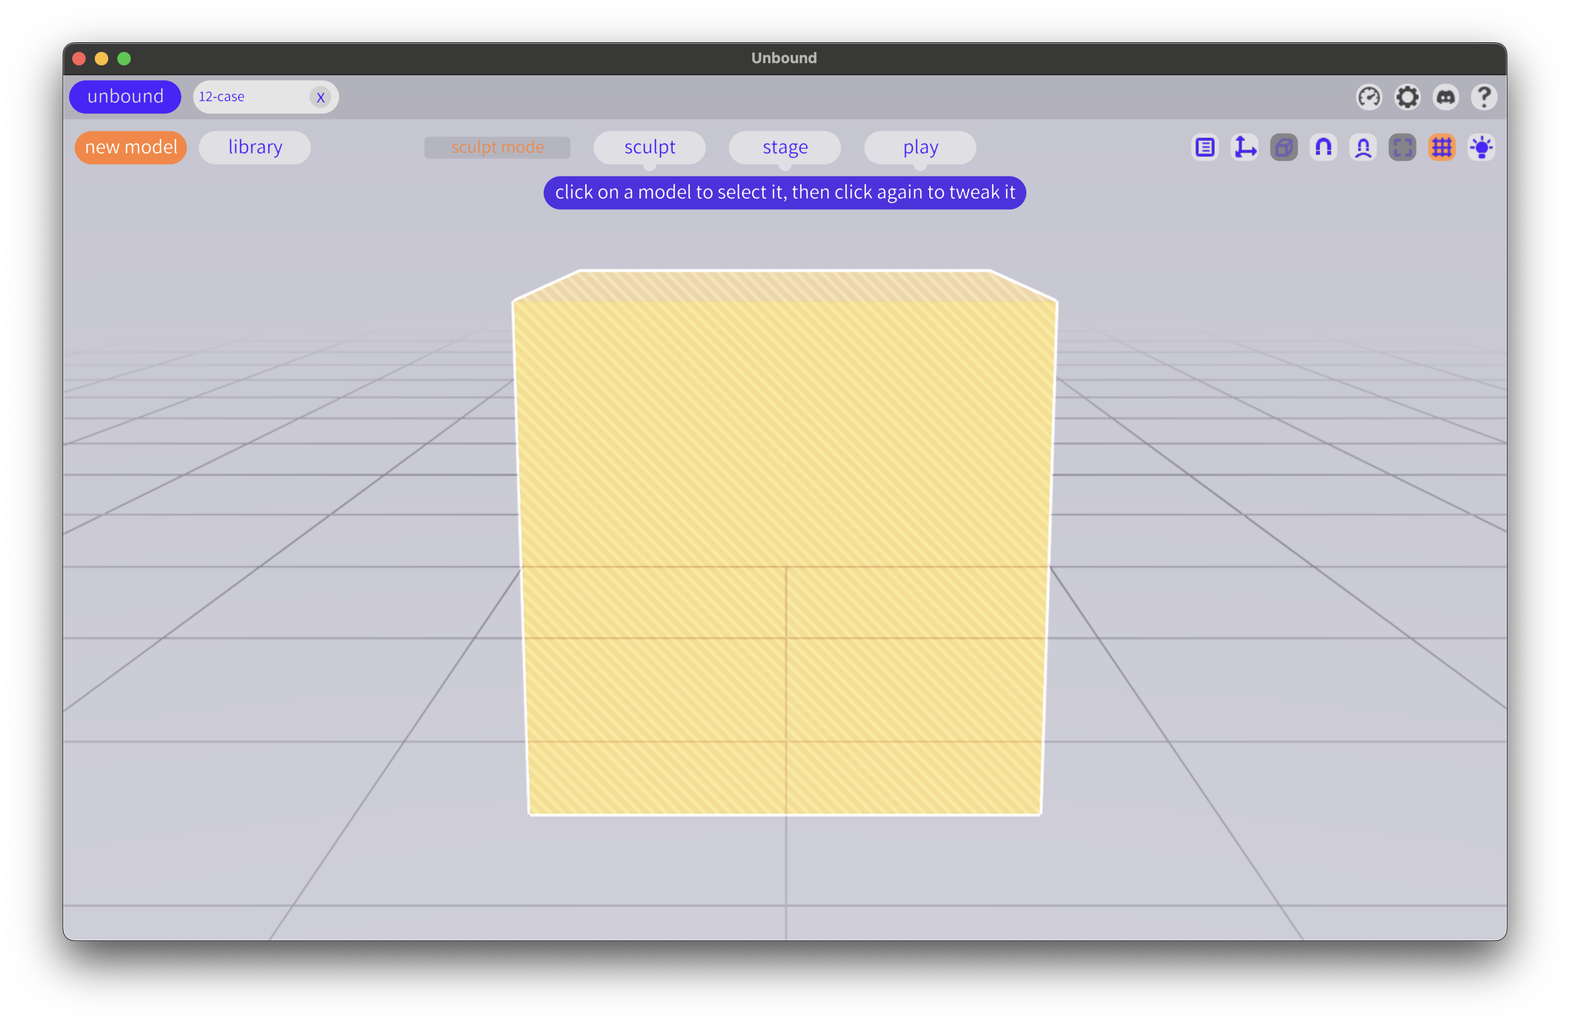 Unbound
unbound
12-case
X
new model
library
sculpt mode
sculpt
stage
play
click on a model to select it, then click again to tweak it
?